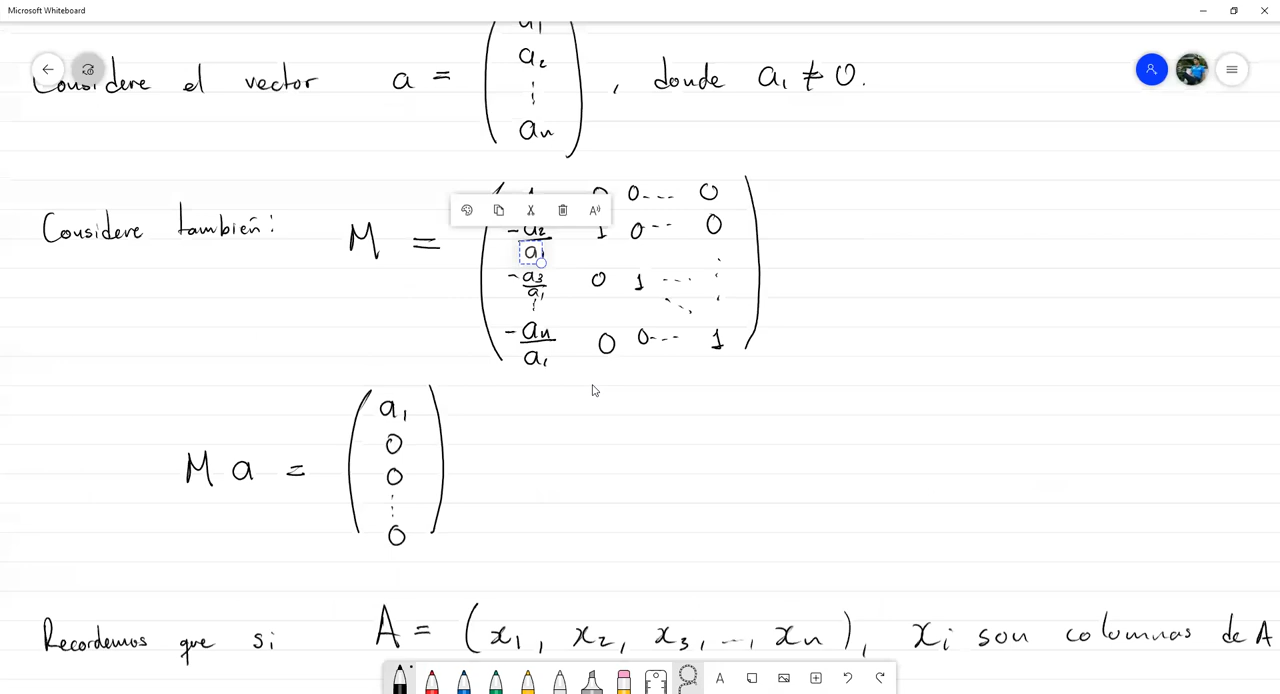 Microsoft Whiteboard
Considere el vector a = ( a₁ a₂ ⋮ aₙ ) , donde a₁ ≠ 0.
Considere también: M = (
0 0 ... 0
-a₂/a₁ 1 0 ... 0
-a₃/a₁ 0 1 ... ⋮
⋮ ⋱
-aₙ/a₁ 0 0 ... 1 )
M a = ( a₁ 0 0 ⋮ 0 )
Recordemos que si A = ( x₁, x₂, x₃, ..., xₙ ), xᵢ son columnas de A